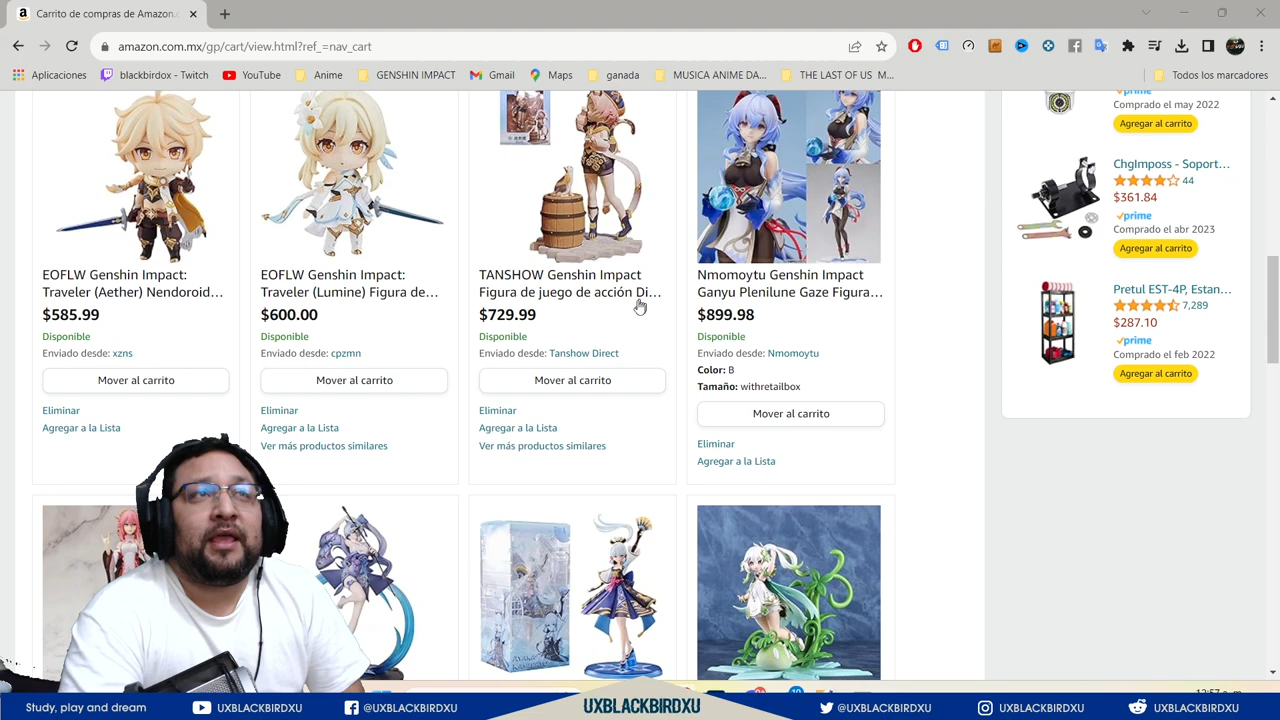 Carrito de compras de Amazon.c
amazon.com.mx/gp/cart/view.html?ref_=nav_cart
Aplicaciones
blackbirdox - Twitch
YouTube
Anime
GENSHIN IMPACT
Gmail
Maps
ganada
MUSICA ANIME DA...
THE LAST OF US M...
Todos los marcadores
EOFLW Genshin Impact:
Traveler (Aether) Nendoroid...
$585.99
Disponible
Enviado desde: xzns
Mover al carrito
Eliminar
Agregar a la Lista
EOFLW Genshin Impact:
Traveler (Lumine) Figura de...
$600.00
Disponible
Enviado desde: cpzmn
Mover al carrito
Eliminar
Agregar a la Lista
Ver más productos similares
TANSHOW Genshin Impact
Figura de juego de acción Di...
$729.99
Disponible
Enviado desde: Tanshow Direct
Mover al carrito
Eliminar
Agregar a la Lista
Ver más productos similares
Nmomoytu Genshin Impact
Ganyu Plenilune Gaze Figura...
$899.98
Disponible
Enviado desde: Nmomoytu
Color: B
Tamaño: withretailbox
Mover al carrito
Eliminar
Agregar a la Lista
prime
Comprado el may 2022
Agregar al carrito
ChgImposs - Soport...
44
$361.84
prime
Comprado el abr 2023
Agregar al carrito
Pretul EST-4P, Estan...
7,289
$287.10
prime
Comprado el feb 2022
Agregar al carrito
Study, play and dream
UXBLACKBIRDXU
@UXBLACKBIRDXU
UXBLACKBIRDXU
@UXBLACKBIRDXU
UXBLACKBIRDXU
UXBLACKBIRDXU